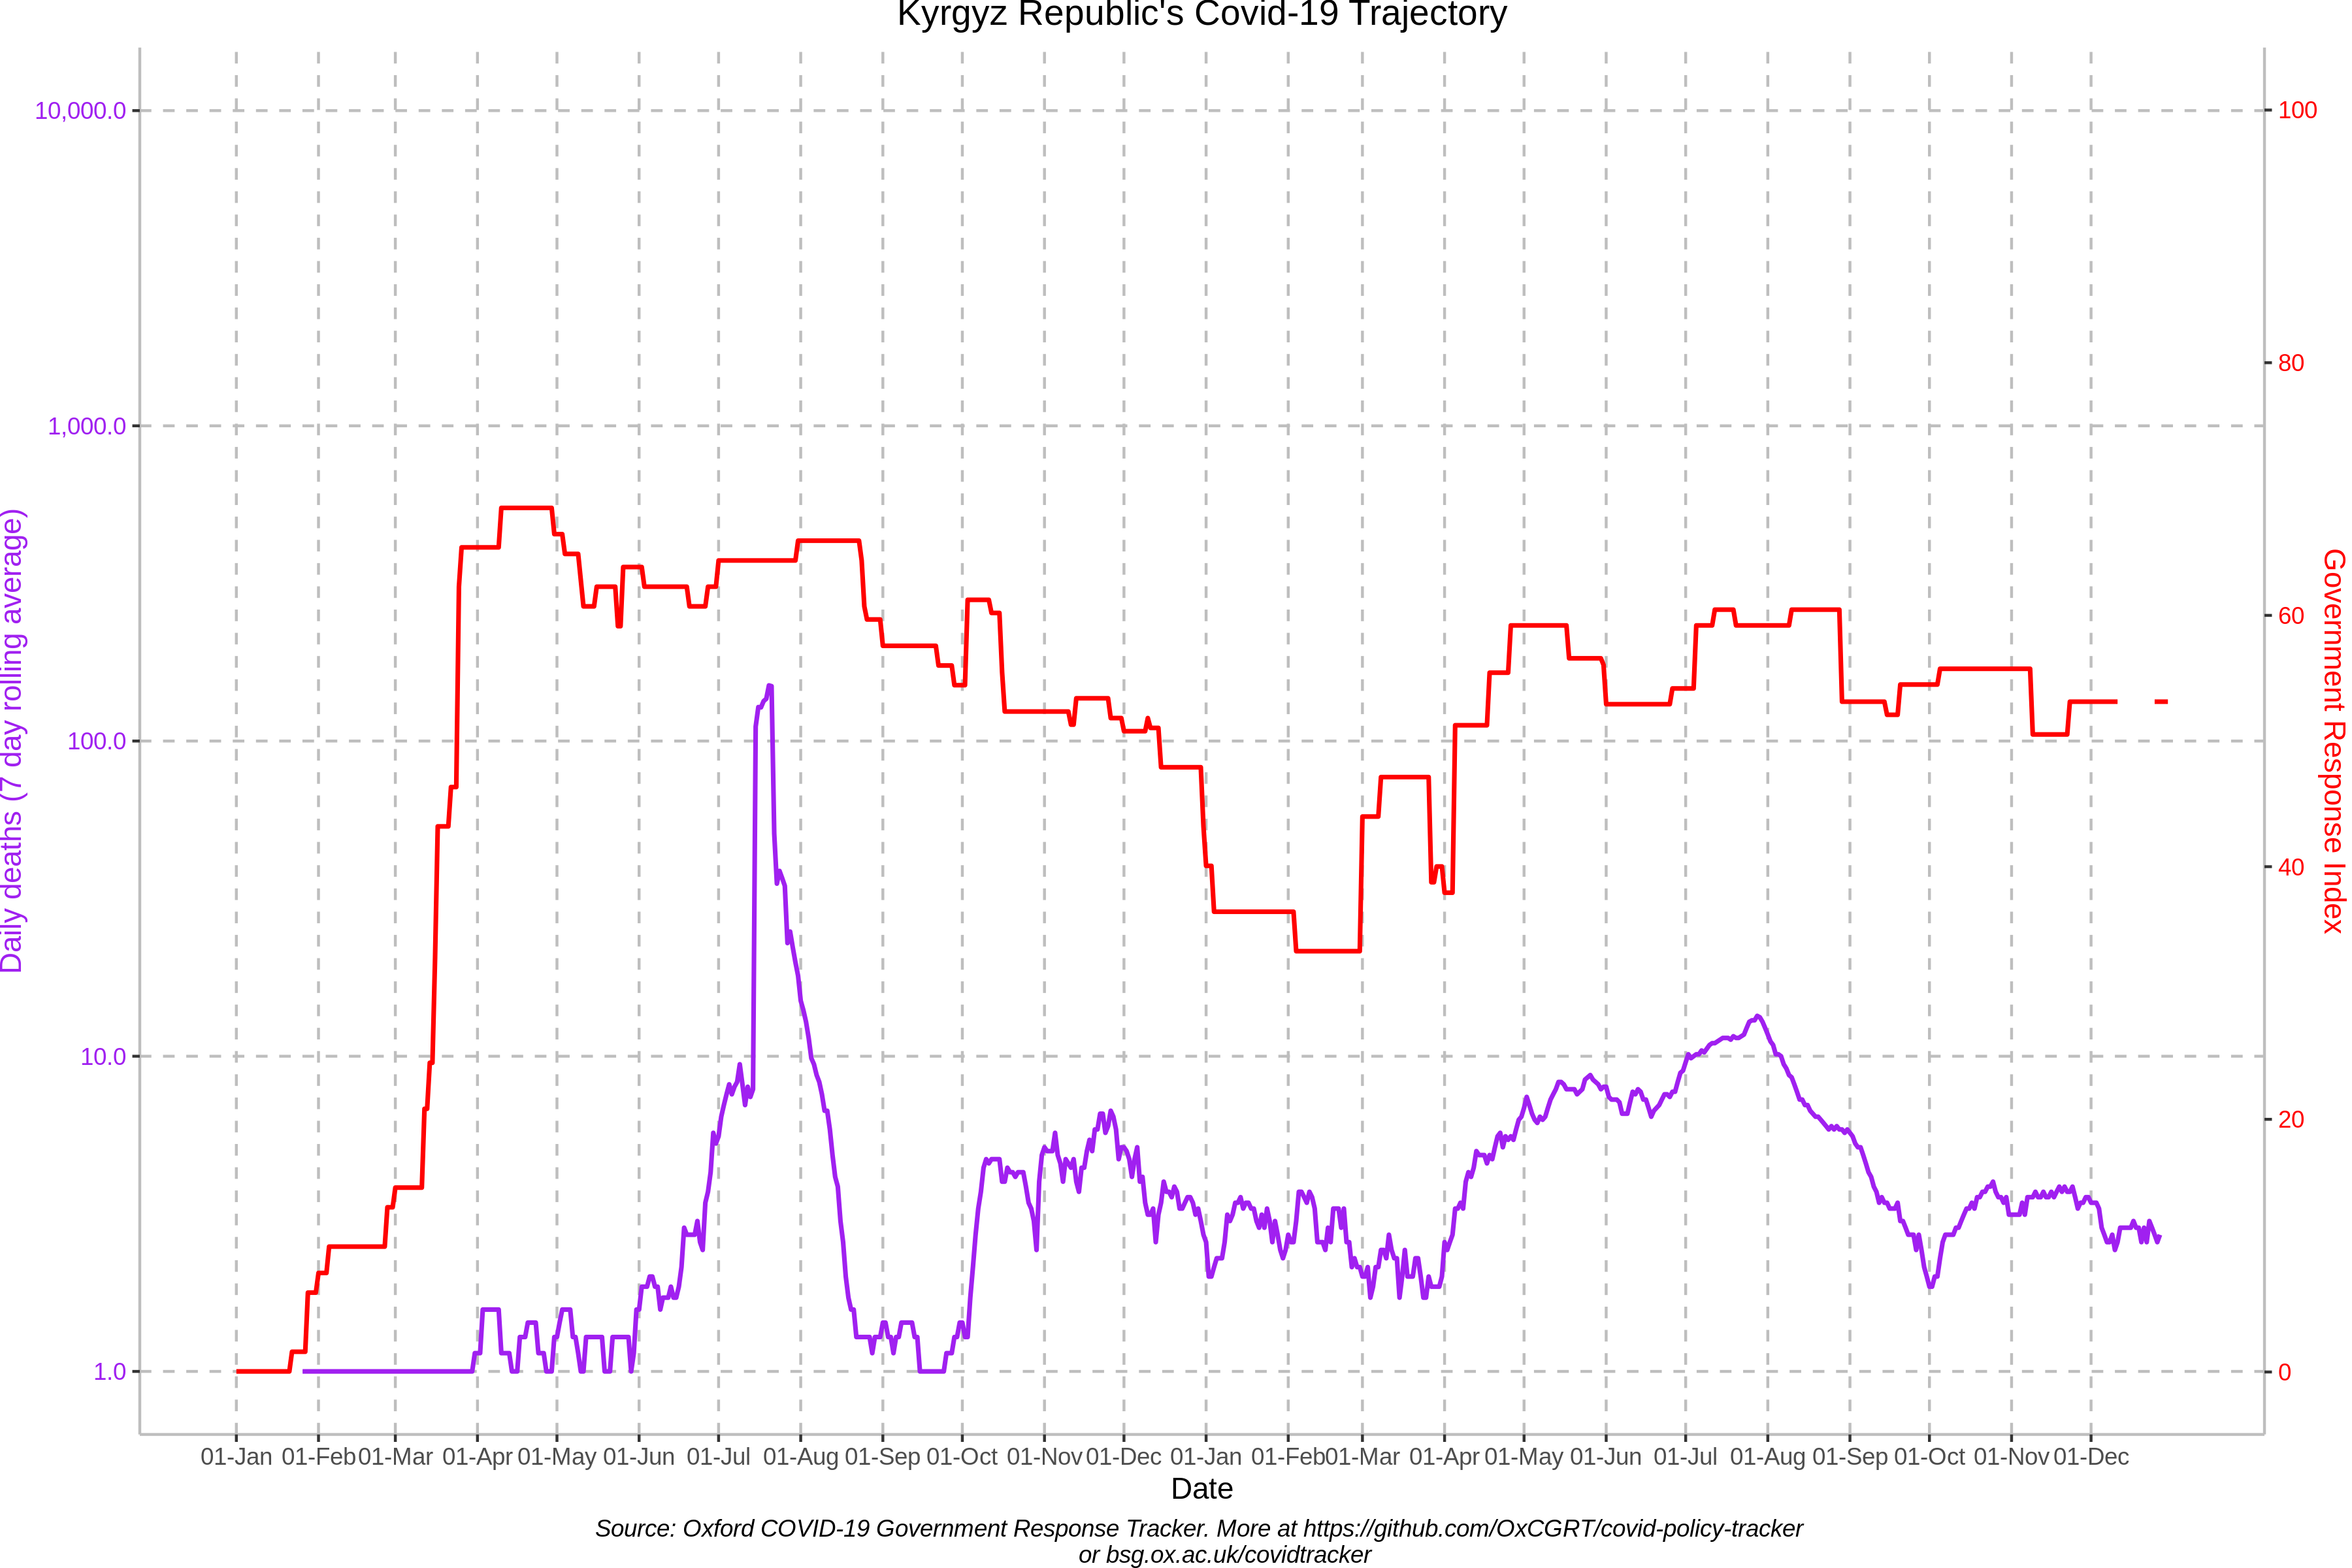 Kyrgyz Republic's Covid-19 Trajectory
10,000.0
1,000.0
100.0
10.0
1.0
Daily deaths (7 day rolling average)
100
80
60
40
20
0
Government Response Index
01-Jan 01-Feb 01-Mar 01-Apr 01-May 01-Jun 01-Jul 01-Aug 01-Sep 01-Oct 01-Nov 01-Dec 01-Jan 01-Feb 01-Mar 01-Apr 01-May 01-Jun 01-Jul 01-Aug 01-Sep 01-Oct 01-Nov 01-Dec
Date
Source: Oxford COVID-19 Government Response Tracker. More at https://github.com/OxCGRT/covid-policy-tracker
or bsg.ox.ac.uk/covidtracker